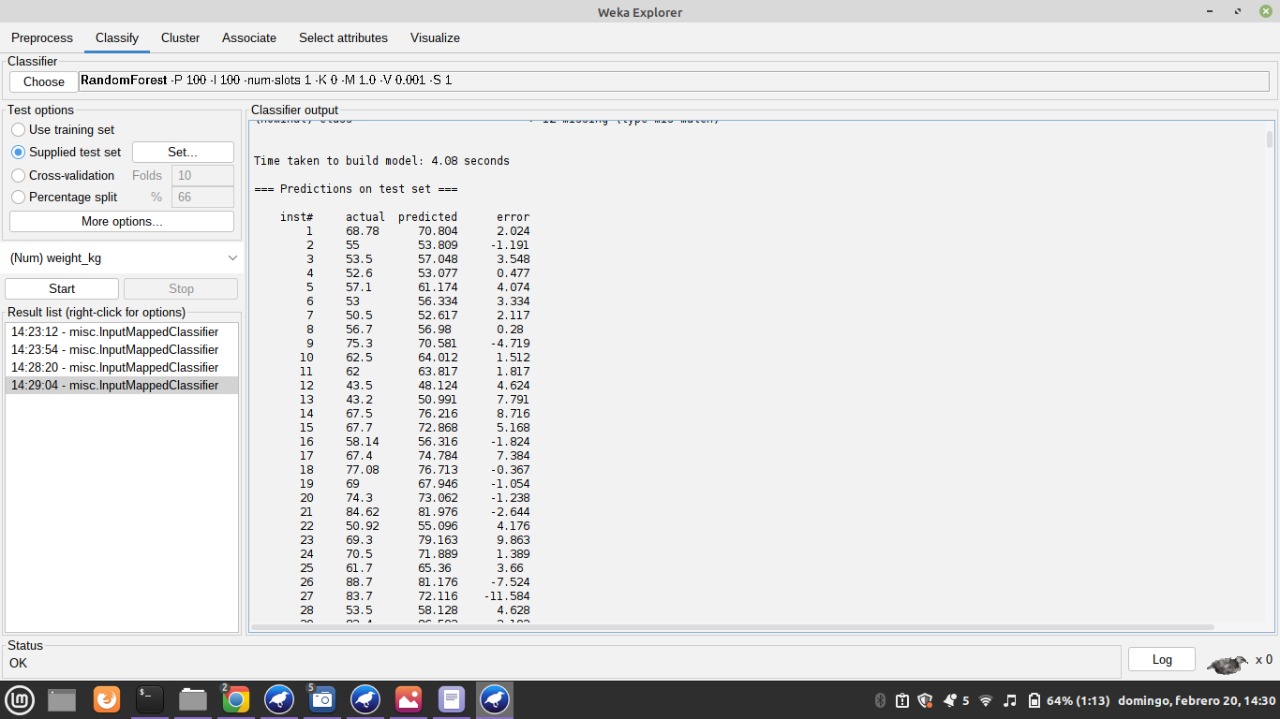 Weka Explorer
Preprocess Classify Cluster Associate Select attributes Visualize
Classifier
Choose RandomForest -P 100 -I 100 -num-slots 1 -K 0 -M 1.0 -V 0.001 -S 1
Test options
Use training set
Supplied test set Set...
Cross-validation Folds 10
Percentage split % 66
More options...
(Num) weight_kg
Start Stop
Result list (right-click for options)
14:23:12 - misc.InputMappedClassifier
14:23:54 - misc.InputMappedClassifier
14:28:20 - misc.InputMappedClassifier
14:29:04 - misc.InputMappedClassifier
Classifier output
Time taken to build model: 4.08 seconds
=== Predictions on test set ===
inst# actual predicted error
1 68.78 70.804 2.024
2 55 53.809 -1.191
3 53.5 57.048 3.548
4 52.6 53.077 0.477
5 57.1 61.174 4.074
6 53 56.334 3.334
7 50.5 52.617 2.117
8 56.7 56.98 0.28
9 75.3 70.581 -4.719
10 62.5 64.012 1.512
11 62 63.817 1.817
12 43.5 48.124 4.624
13 43.2 50.991 7.791
14 67.5 76.216 8.716
15 67.7 72.868 5.168
16 58.14 56.316 -1.824
17 67.4 74.784 7.384
18 77.08 76.713 -0.367
19 69 67.946 -1.054
20 74.3 73.062 -1.238
21 84.62 81.976 -2.644
22 50.92 55.096 4.176
23 69.3 79.163 9.863
24 70.5 71.889 1.389
25 61.7 65.36 3.66
26 88.7 81.176 -7.524
27 83.7 72.116 -11.584
28 53.5 58.128 4.628
Status
OK
Log x 0
2 5 5 64% (1:13) domingo, febrero 20, 14:30